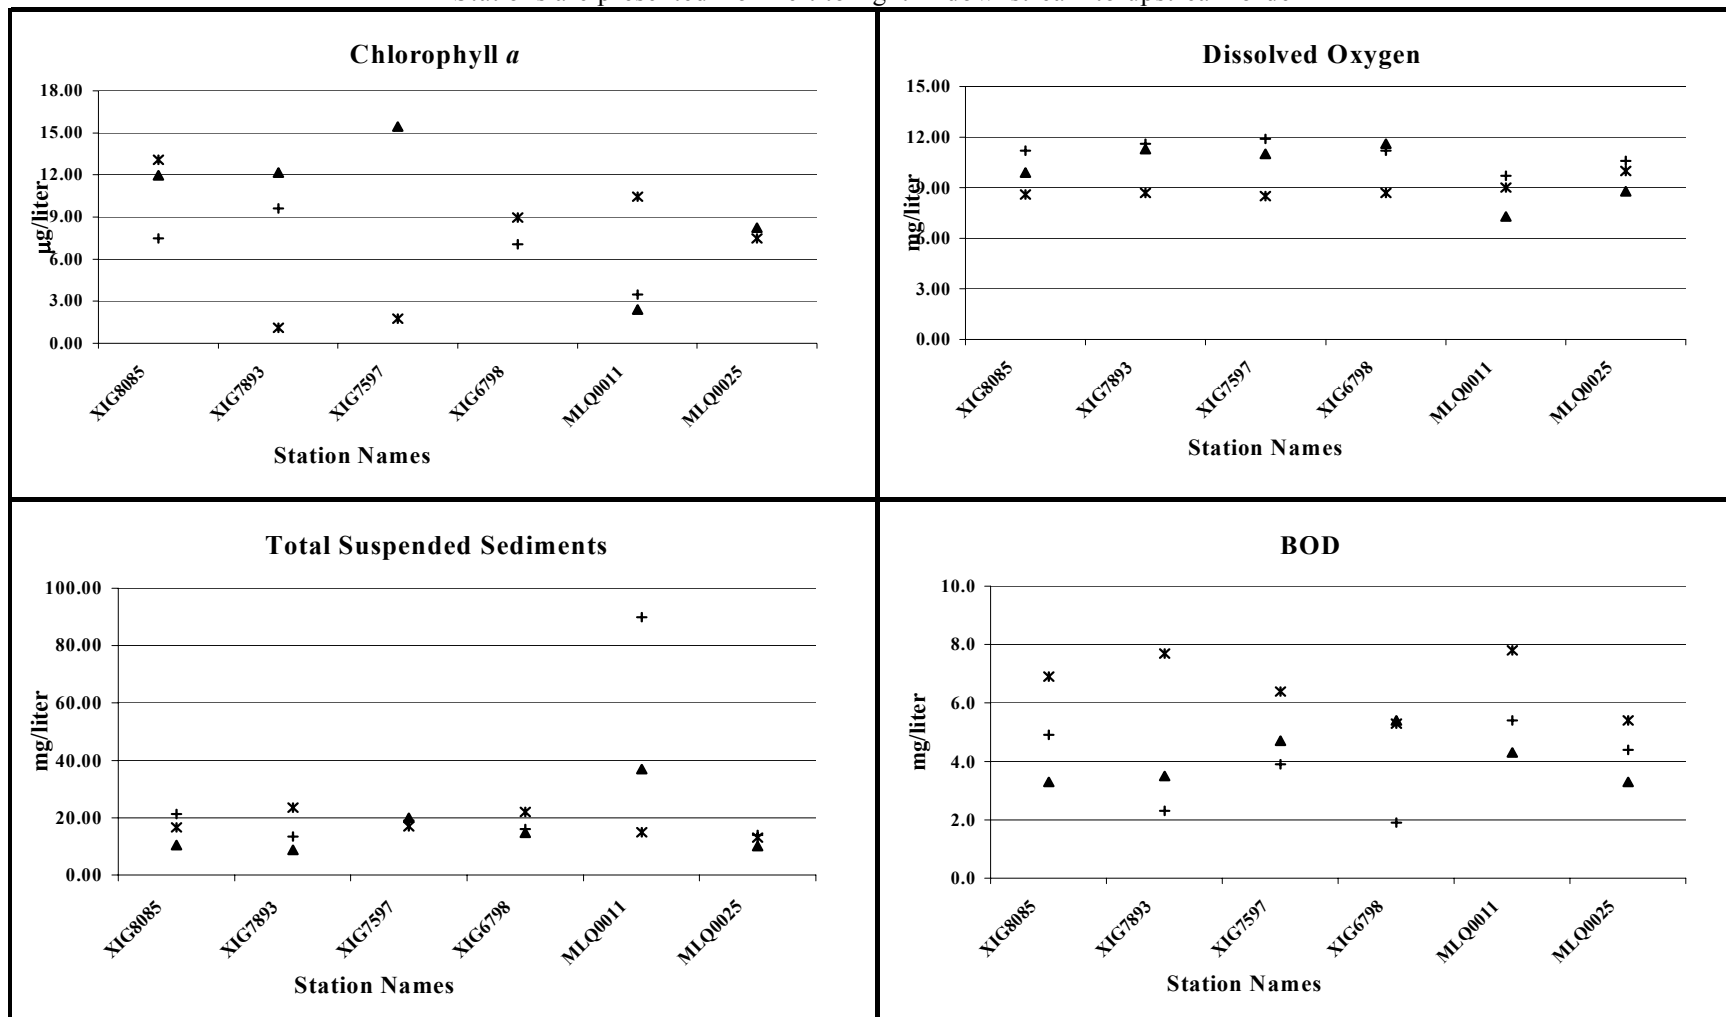 Chlorophyll a
18.00
15.00
12.00
9.00
6.00
3.00
0.00
µg/liter
XIG8085
XIG7893
XIG7597
XIG6798
MLQ0011
MLQ0025
Station Names
Dissolved Oxygen
15.00
12.00
9.00
6.00
3.00
0.00
mg/liter
XIG8085
XIG7893
XIG7597
XIG6798
MLQ0011
MLQ0025
Station Names
Total Suspended Sediments
100.00
80.00
60.00
40.00
20.00
0.00
mg/liter
XIG8085
XIG7893
XIG7597
XIG6798
MLQ0011
MLQ0025
Station Names
BOD
10.0
8.0
6.0
4.0
2.0
0.0
mg/liter
XIG8085
XIG7893
XIG7597
XIG6798
MLQ0011
MLQ0025
Station Names